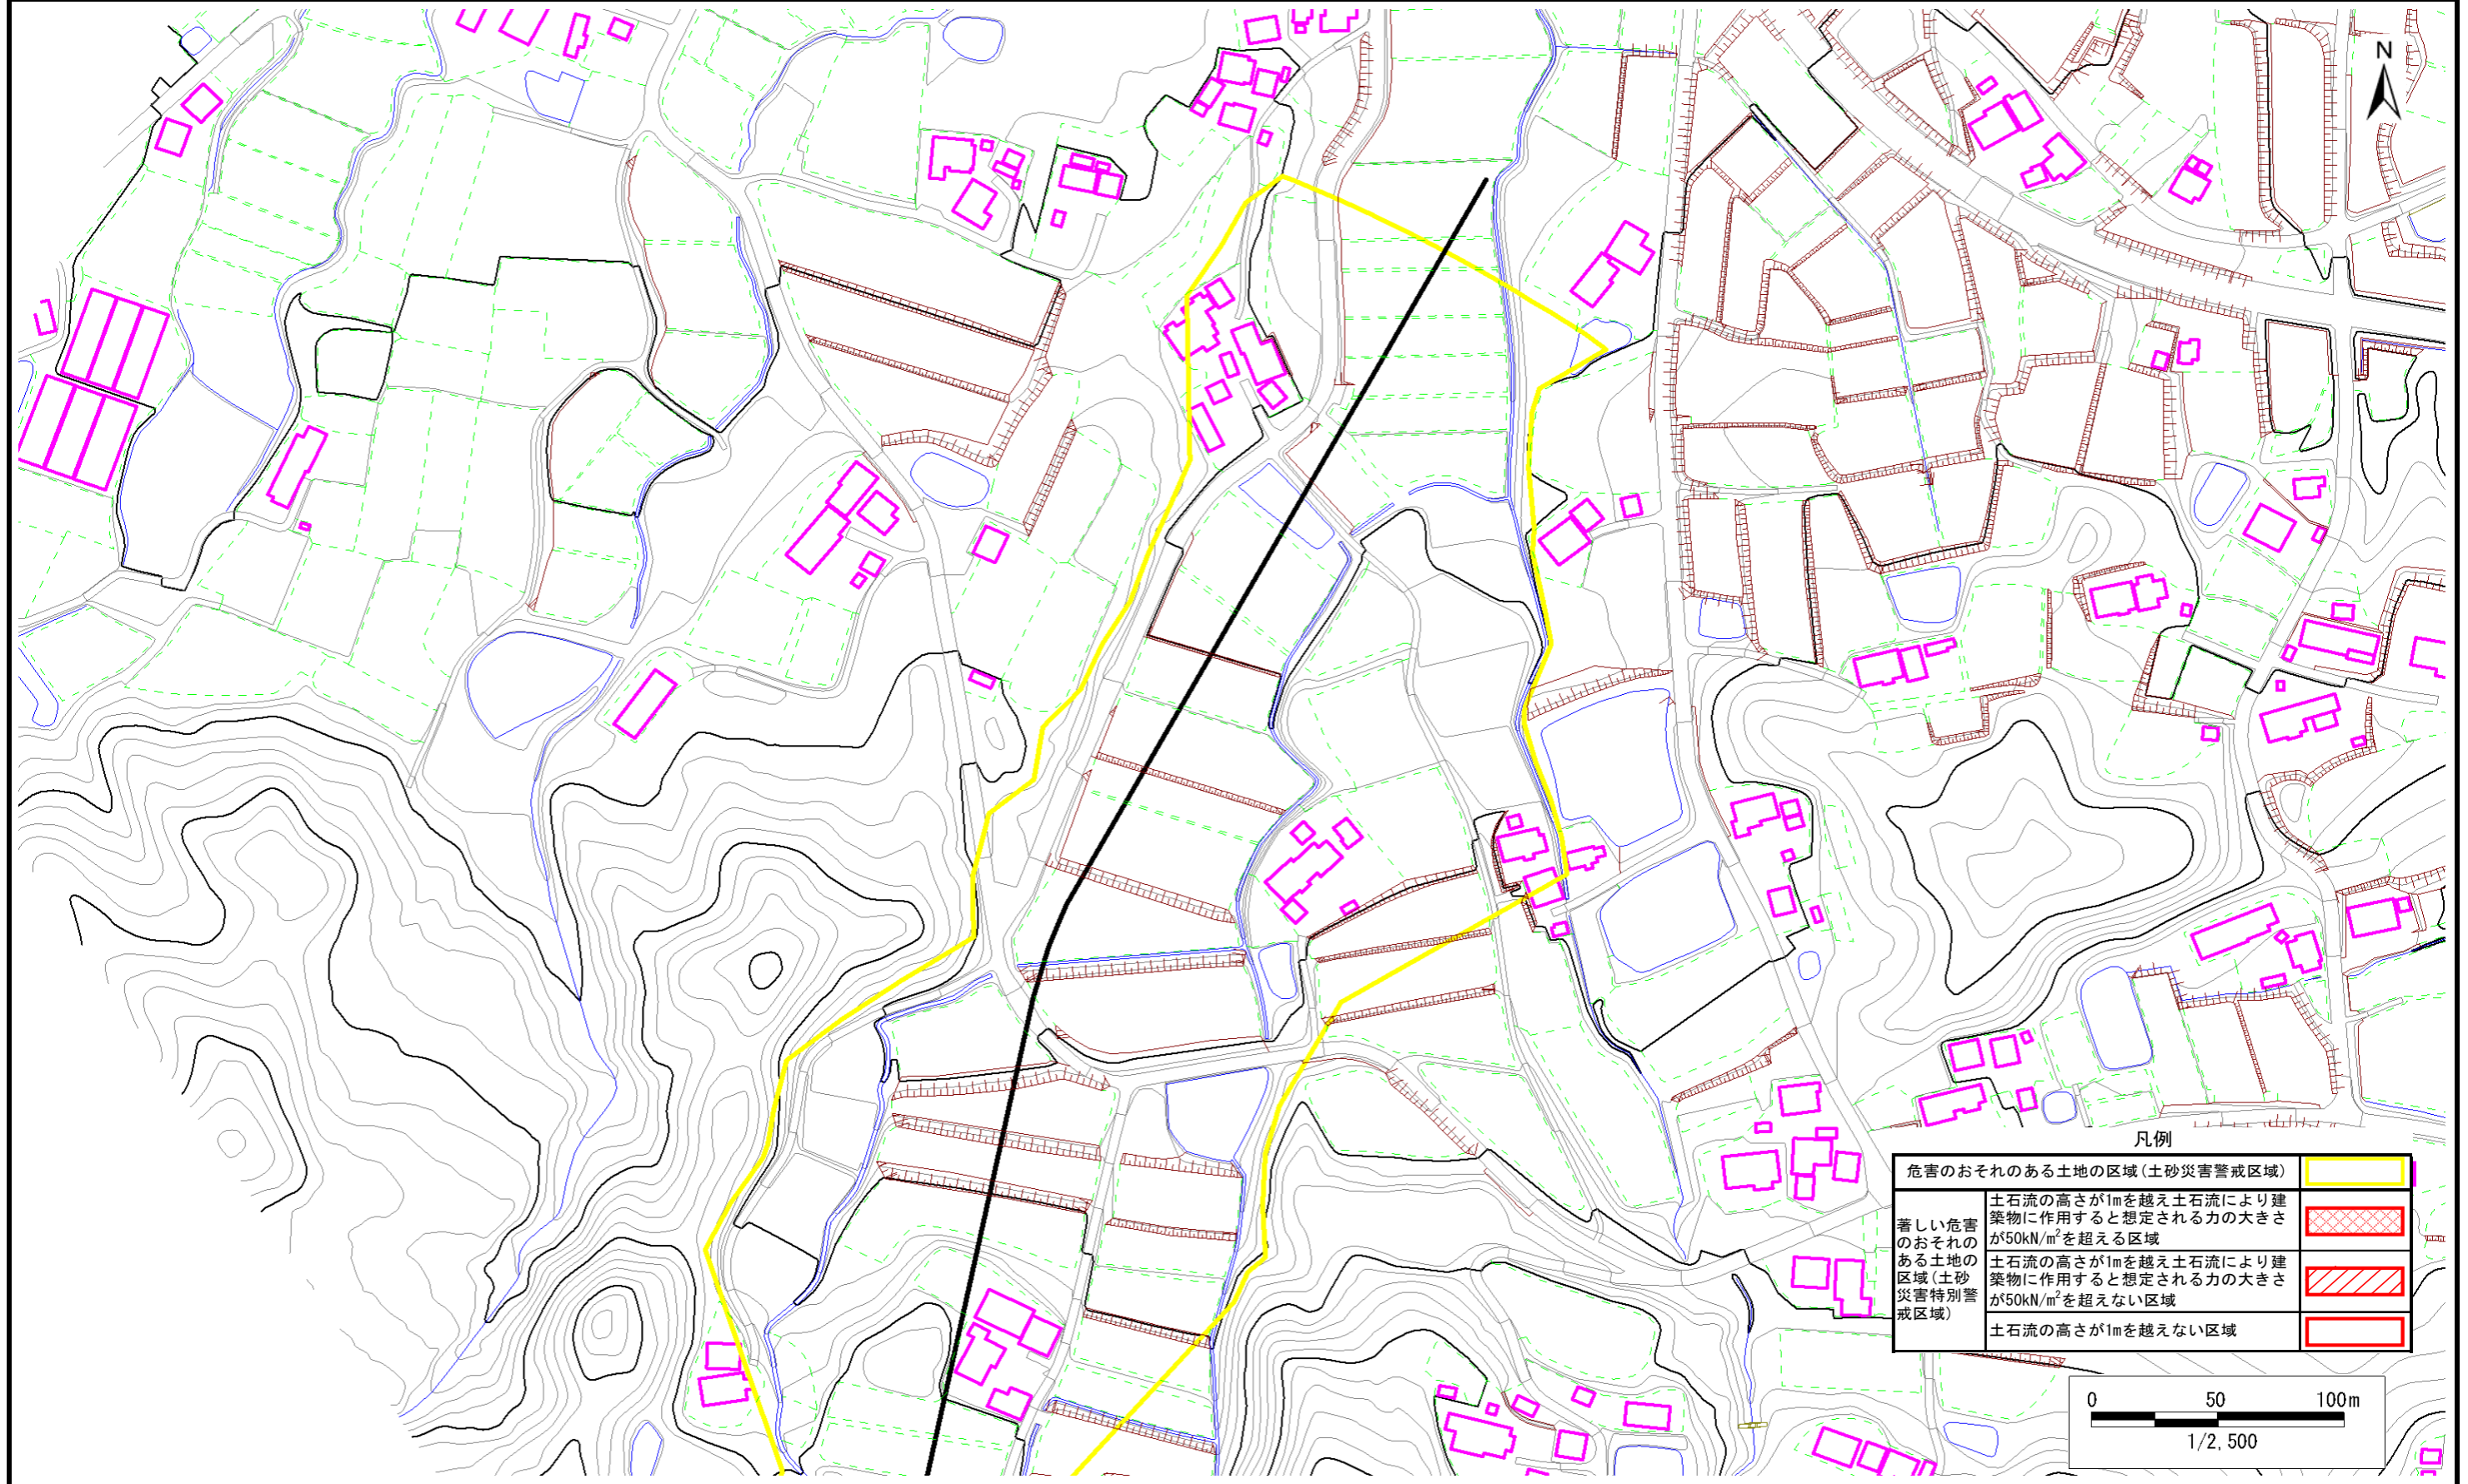 N
凡例
危害のおそれのある土地の区域(土砂災害警戒区域)
著しい危害
のおそれの
ある土地の
区域(土砂
災害特別警
戒区域)
土石流の高さが1mを越え土石流により建
築物に作用すると想定される力の大きさ
が50kN/m²を超える区域
土石流の高さが1mを越え土石流により建
築物に作用すると想定される力の大きさ
が50kN/m²を超えない区域
土石流の高さが1mを越えない区域
0 50 100m
1/2,500